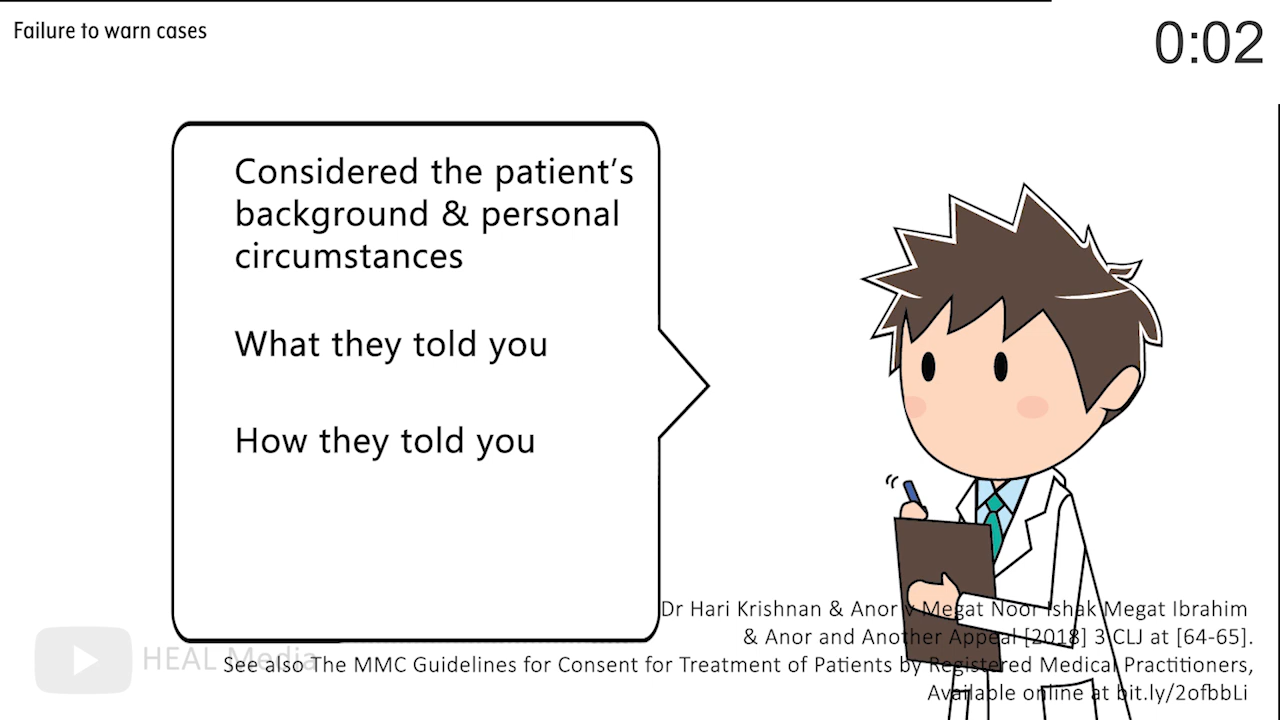 Failure to warn cases
0:02
Considered the patient’s
background & personal
circumstances
What they told you
How they told you
Dr Hari Krishnan & Anor v Megat Noor Ishak Megat Ibrahim
& Anor and Another Appeal [2018] 3 CLJ at [64-65].
HEAL Media
See also The MMC Guidelines for Consent for Treatment of Patients by Registered Medical Practitioners,
Available online at bit.ly/2ofbbLi